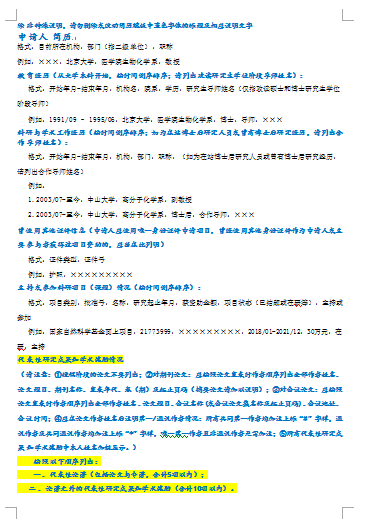 除非特殊说明，请勿删除或改动简历模板中蓝色字体的标题及相应说明文字
申请人 简历：
格式：目前所在机构，部门（按二级单位），职称
例如：×××，北京大学，医学院生物化学系，教授
教育经历（从大学本科开始，按时间倒序排序；请列出攻读研究生学位阶段导师姓名）：
格式：开始年月-结束年月，机构名，院系，学历，研究生导师姓名（仅指攻读硕士和博士研究生学位
阶段导师）
例如：1991/09 - 1995/06，北京大学，医学院生物化学系，博士，导师，×××
科研与学术工作经历（按时间倒序排序；如为在站博士后研究人员或曾有博士后研究经历，请列出合
作导师姓名）：
格式：开始年月-结束年月，机构，部门，职称，（如为在站博士后研究人员或曾有博士后研究经历，
请列出合作导师姓名）
例如：
1. 2003/07-至今，中山大学，高分子化学系，副教授
2. 2003/07-至今，中山大学，高分子化学系，博士后，合作导师，×××
曾使用其他证件信息（申请人应使用唯一身份证件申请项目，曾经使用其他身份证件作为申请人或主
要参与者获得过项目资助的，应当在此列明）
格式：证件类型，证件号
例如：护照，×××××××××
主持或参加科研项目（课程）情况（按时间倒序排序）：
格式：项目类别，批准号，名称，研究起止年月，获资助金额，项目状态（已结题或在研等），主持或
参加
例如：国家自然科学基金面上项目，21773999，×××××××××，2018/01-2021/12，30万元，在
研，主持
代表性研究成果和学术奖励情况
（请注意：①投稿阶段的论文不要列出；②对期刊论文：应按照论文发表时作者顺序列出全部作者姓名、
论文题目、期刊名称、发表年代、卷（期）及起止页码（摘要论文请加以说明）；③对会议论文：应按照
论文发表时作者顺序列出全部作者姓名、论文题目、会议名称（或会议论文集名称及起止页码）、会议地址、
会议时间；④应在论文作者姓名后注明第一/通讯作者情况：所有共同第一作者均加注上标“#”字样，通
讯作者及共同通讯作者均加注上标“*”字样，唯一第一作者且非通讯作者无需加注；⑤所有代表性研究成
果和学术奖励中本人姓名加粗显示。）
按照以下顺序列出：
一、代表性论著（包括论文与专著，合计5项以内）；
二、论著之外的代表性研究成果和学术奖励（合计10项以内）。